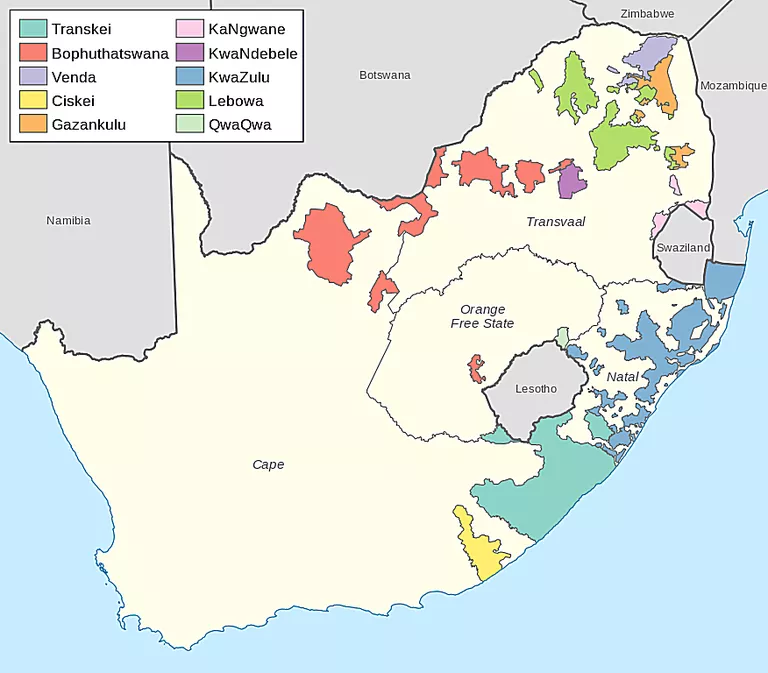 Transkei
Bophuthatswana
Venda
Ciskei
Gazankulu
KaNgwane
KwaNdebele
KwaZulu
Lebowa
QwaQwa
Zimbabwe
Botswana
Mozambique
Namibia
Transvaal
Swaziland
Orange
Free State
Natal
Lesotho
Cape